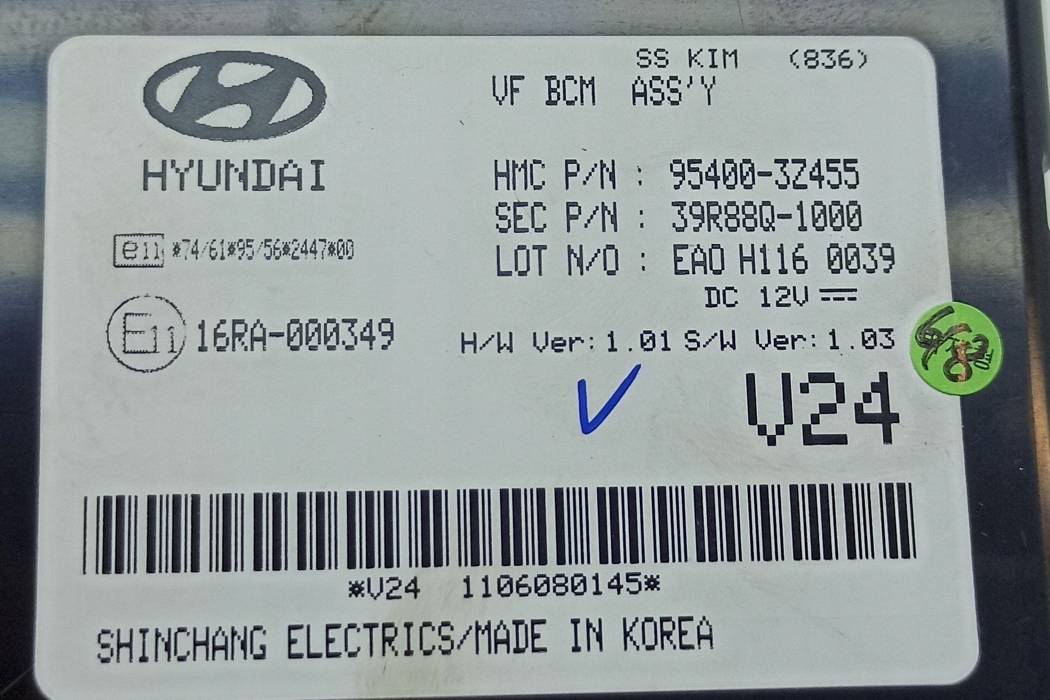 SS KIM (836)
VF BCM ASS'Y
HYUNDAI
HMC P/N : 95400-3Z455
SEC P/N : 39R88Q-1000
LOT N/O : EAO H116 0039
DC 12V
e11 *74/61*95/56*2447*00
E11 16RA-000349
H/W Ver:1.01 S/W Ver:1.03
V24
*V24 1106080145*
SHINCHANG ELECTRICS/MADE IN KOREA